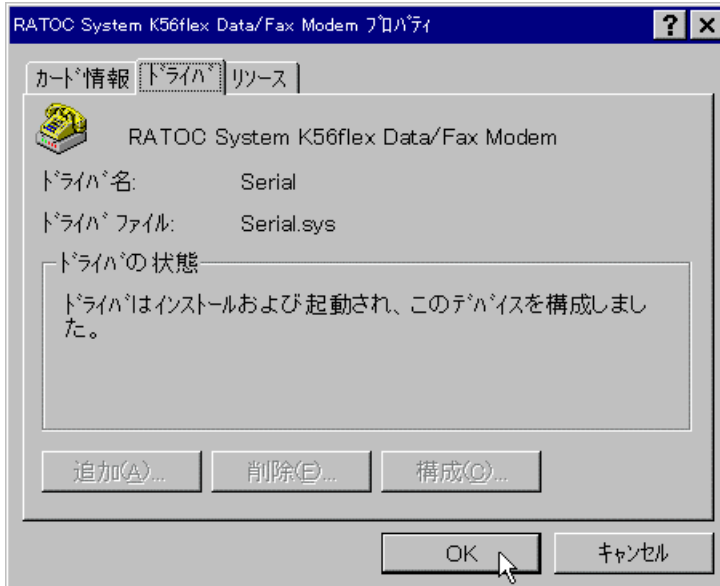 RATOC System K56flex Data/Fax Modem ﾌﾟﾛﾊﾟﾃｨ
ｶｰﾄﾞ情報 ﾄﾞﾗｲﾊﾞ ﾘｿｰｽ
RATOC System K56flex Data/Fax Modem
ﾄﾞﾗｲﾊﾞ名: Serial
ﾄﾞﾗｲﾊﾞ ﾌｧｲﾙ: Serial.sys
ﾄﾞﾗｲﾊﾞの状態
ﾄﾞﾗｲﾊﾞはｲﾝｽﾄｰﾙおよび起動され、このﾃﾞﾊﾞｲｽを構成しまし
た。
追加(A)... 削除(E)... 構成(C)...
OK ｷｬﾝｾﾙ